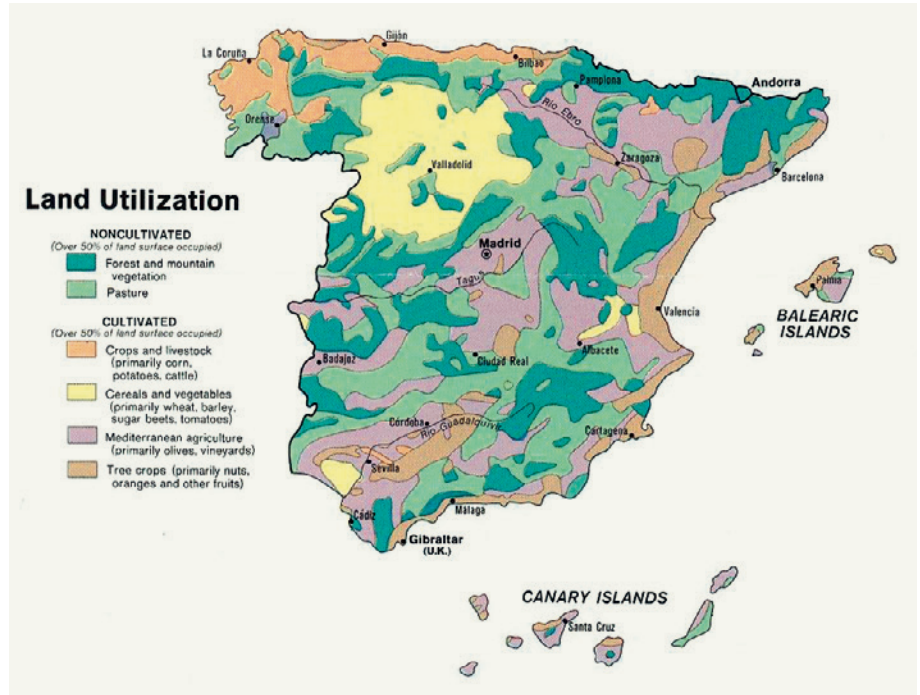 Land Utilization
NONCULTIVATED
(Over 50% of land surface occupied)
Forest and mountain
vegetation
Pasture
CULTIVATED
(Over 50% of land surface occupied)
Crops and livestock
(primarily corn,
potatoes, cattle)
Cereals and vegetables
(primarily wheat, barley,
sugar beets, tomatoes)
Mediterranean agriculture
(primarily olives, vineyards)
Tree crops (primarily nuts,
oranges and other fruits)
La Coruña
Gijón
Bilbao
Pamplona
Andorra
Orense
Río Ebro
Valladolid
Zaragoza
Barcelona
Madrid
Tagus
Palma
BALEARIC
ISLANDS
Valencia
Badajoz
Ciudad Real
Albacete
Córdoba
Río Guadalquivir
Cartagena
Sevilla
Cádiz
Málaga
Gibraltar
(U.K.)
CANARY ISLANDS
Santa Cruz